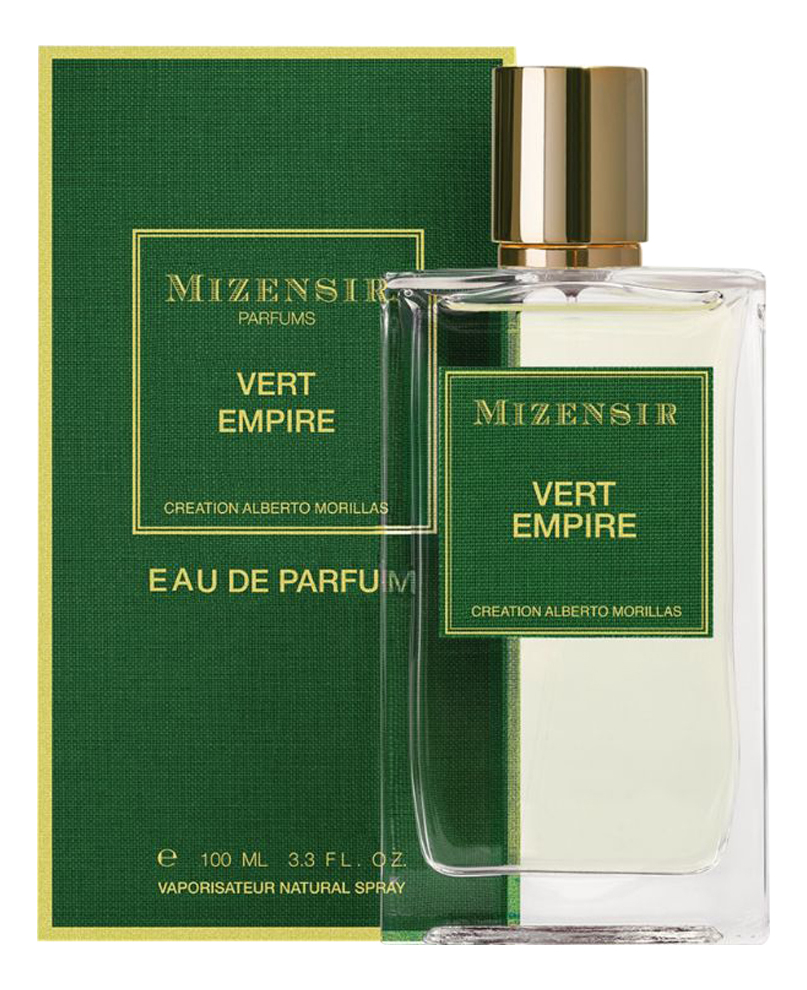 MIZENSIR
PARFUMS
VERT
EMPIRE
CREATION ALBERTO MORILLAS
EAU DE PARFUM
℮ 100 ML 3.3 FL. OZ.
VAPORISATEUR NATURAL SPRAY
MIZENSIR
VERT
EMPIRE
CREATION ALBERTO MORILLAS